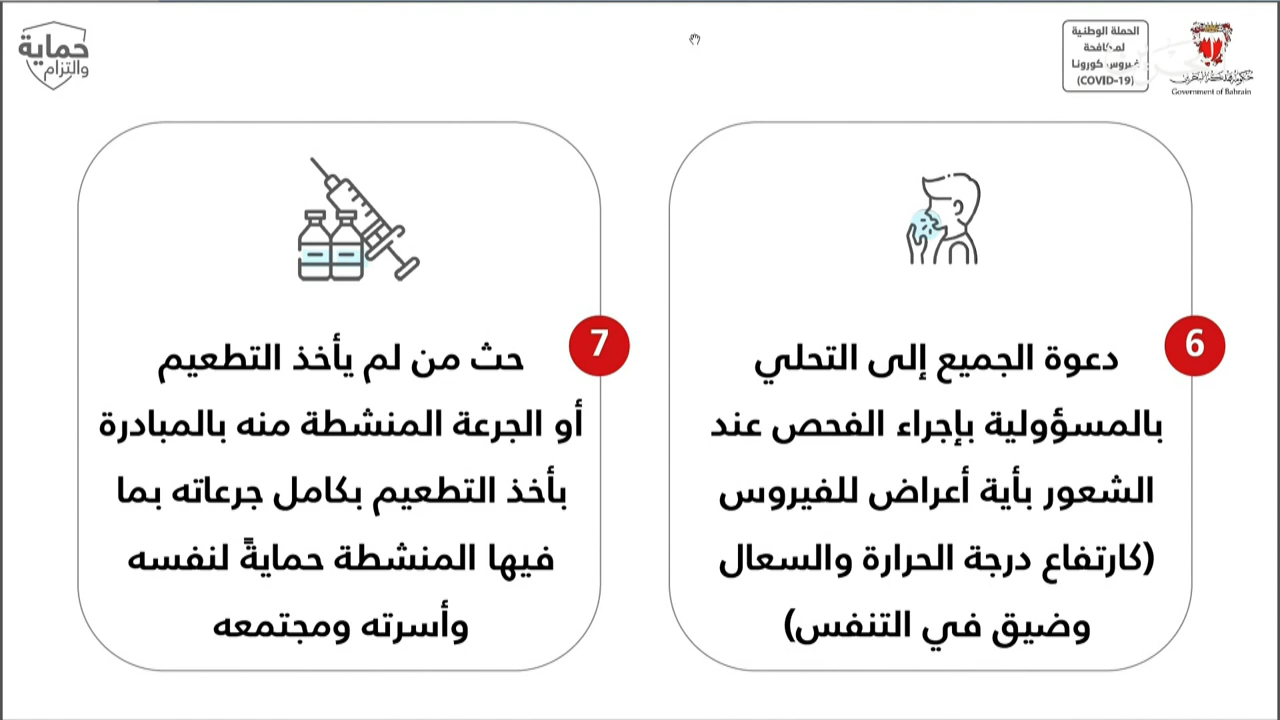 حماية
والتزام
الحملة الوطنية
لمكافحة
فيروس كورونا
(COVID-19)
Government of Bahrain
6
دعوة الجميع إلى التحلي
بالمسؤولية بإجراء الفحص عند
الشعور بأية أعراض للفيروس
(كارتفاع درجة الحرارة والسعال
وضيق في التنفس)
7
حث من لم يأخذ التطعيم
أو الجرعة المنشطة منه بالمبادرة
بأخذ التطعيم بكامل جرعاته بما
فيها المنشطة حمايةً لنفسه
وأسرته ومجتمعه